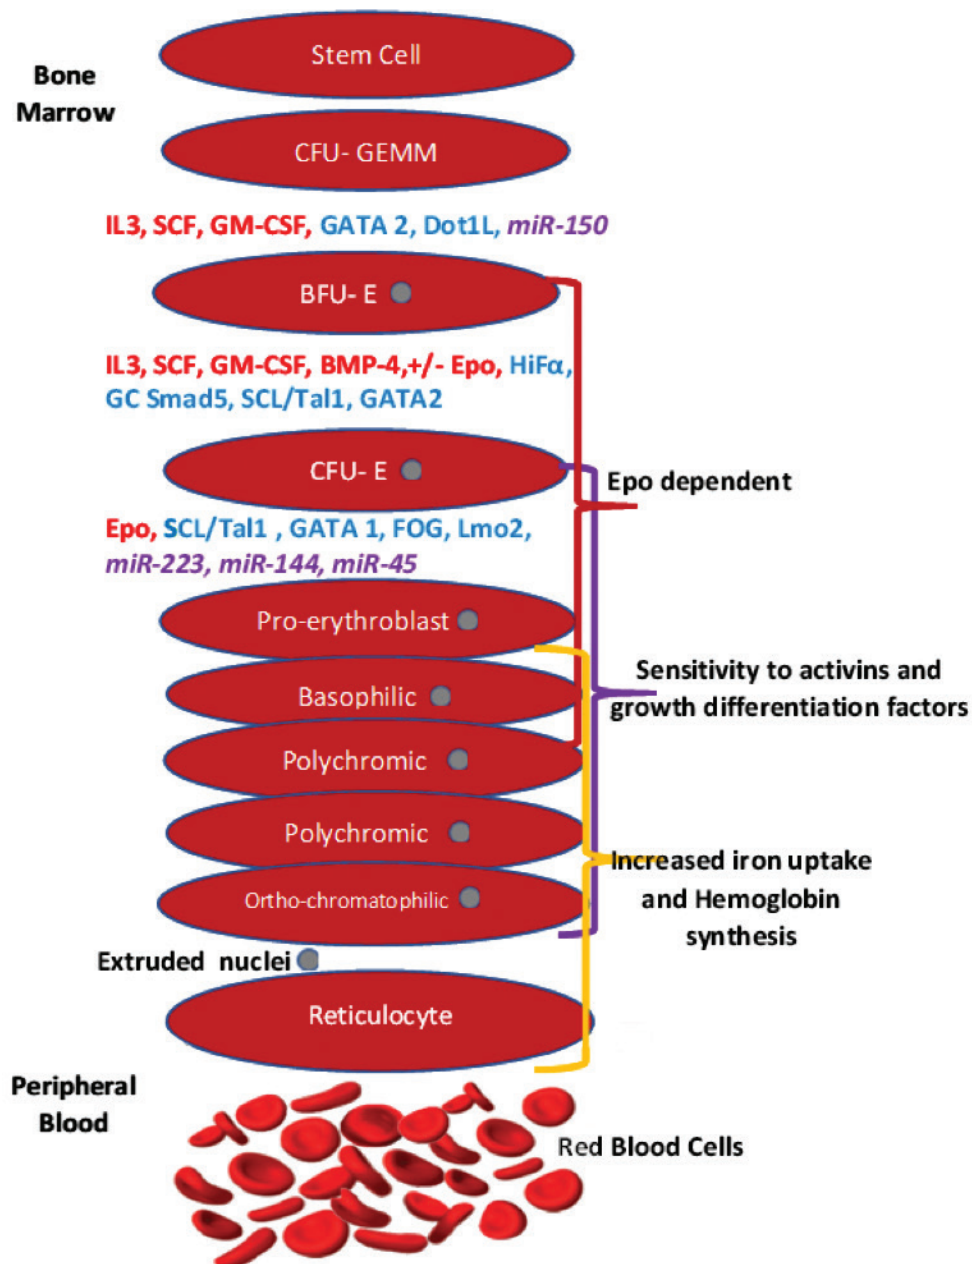 Stem Cell
Bone
Marrow
CFU- GEMM
IL3, SCF, GM-CSF, GATA 2, Dot1L, miR-150
BFU- E
IL3, SCF, GM-CSF, BMP-4,+/- Epo, HiFα,
GC Smad5, SCL/Tal1, GATA2
CFU- E
Epo dependent
Epo, SCL/Tal1 , GATA 1, FOG, Lmo2,
miR-223, miR-144, miR-45
Pro-erythroblast
Basophilic
Sensitivity to activins and
growth differentiation factors
Polychromic
Polychromic
Increased iron uptake
and Hemoglobin
synthesis
Ortho-chromatophilic
Extruded nuclei
Reticulocyte
Peripheral
Blood
Red Blood Cells